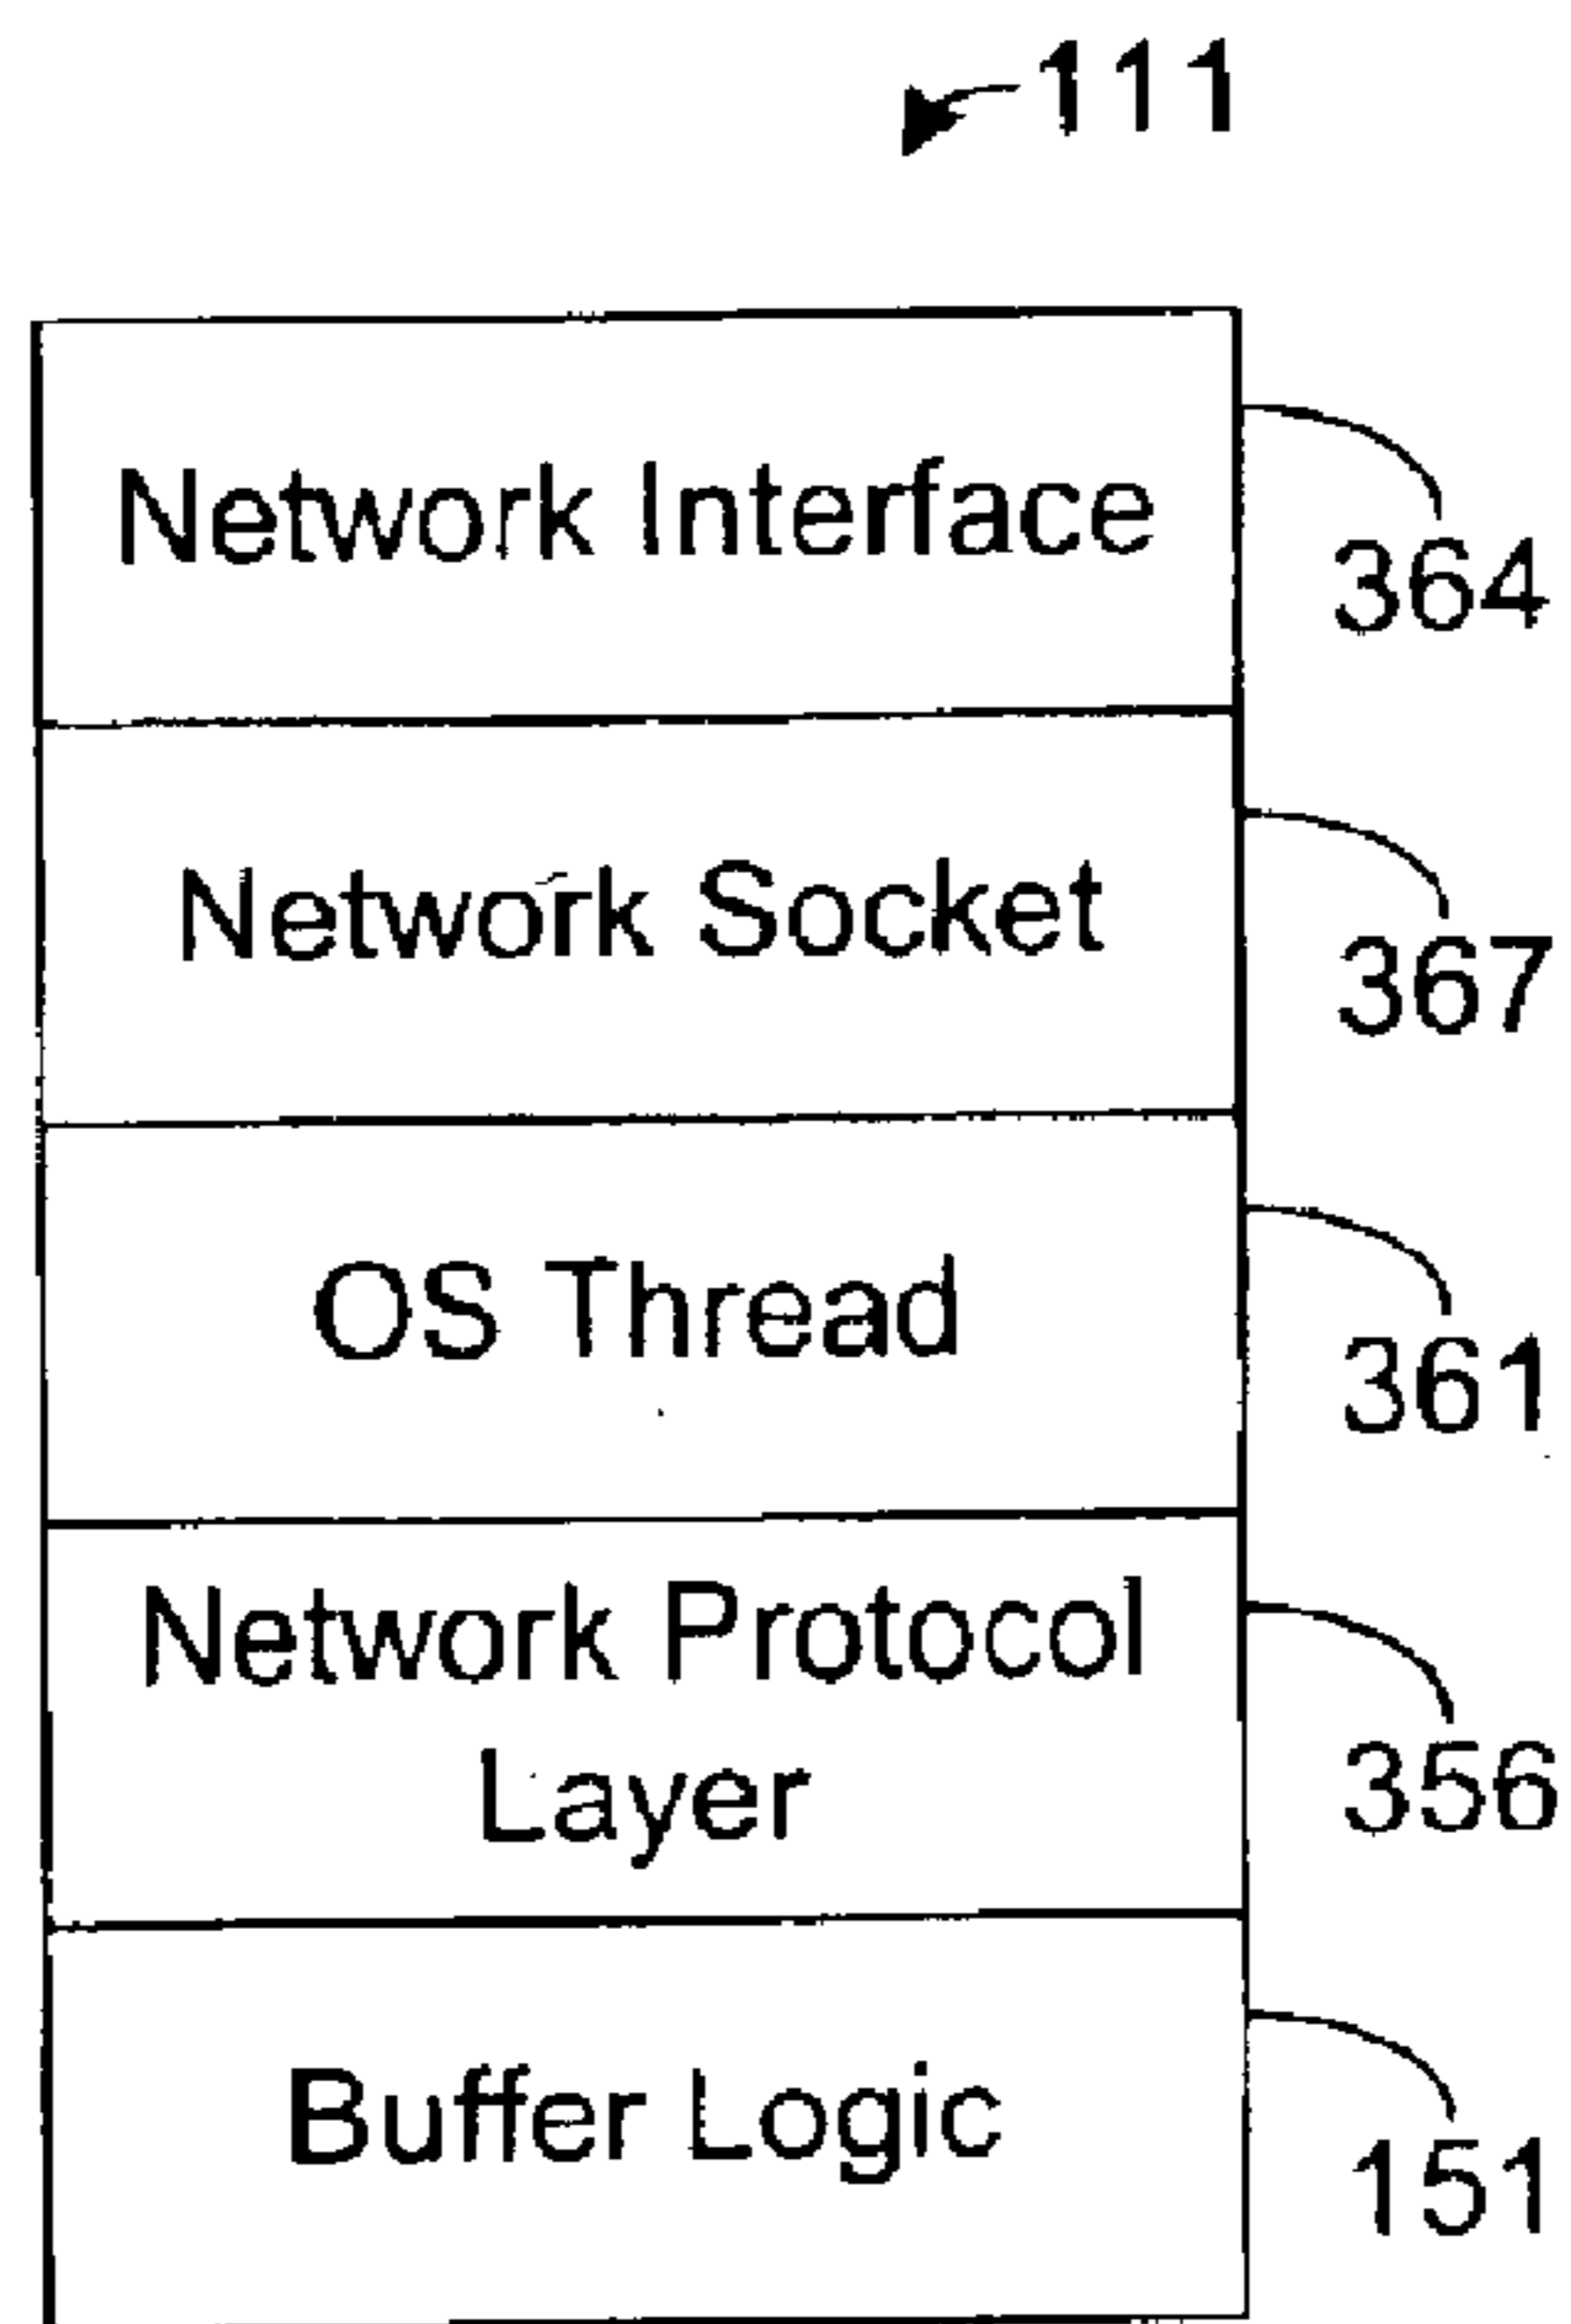 111
Network Interface
364
Network Socket
367
OS Thread
361
Network Protocol
Layer
356
Buffer Logic
151